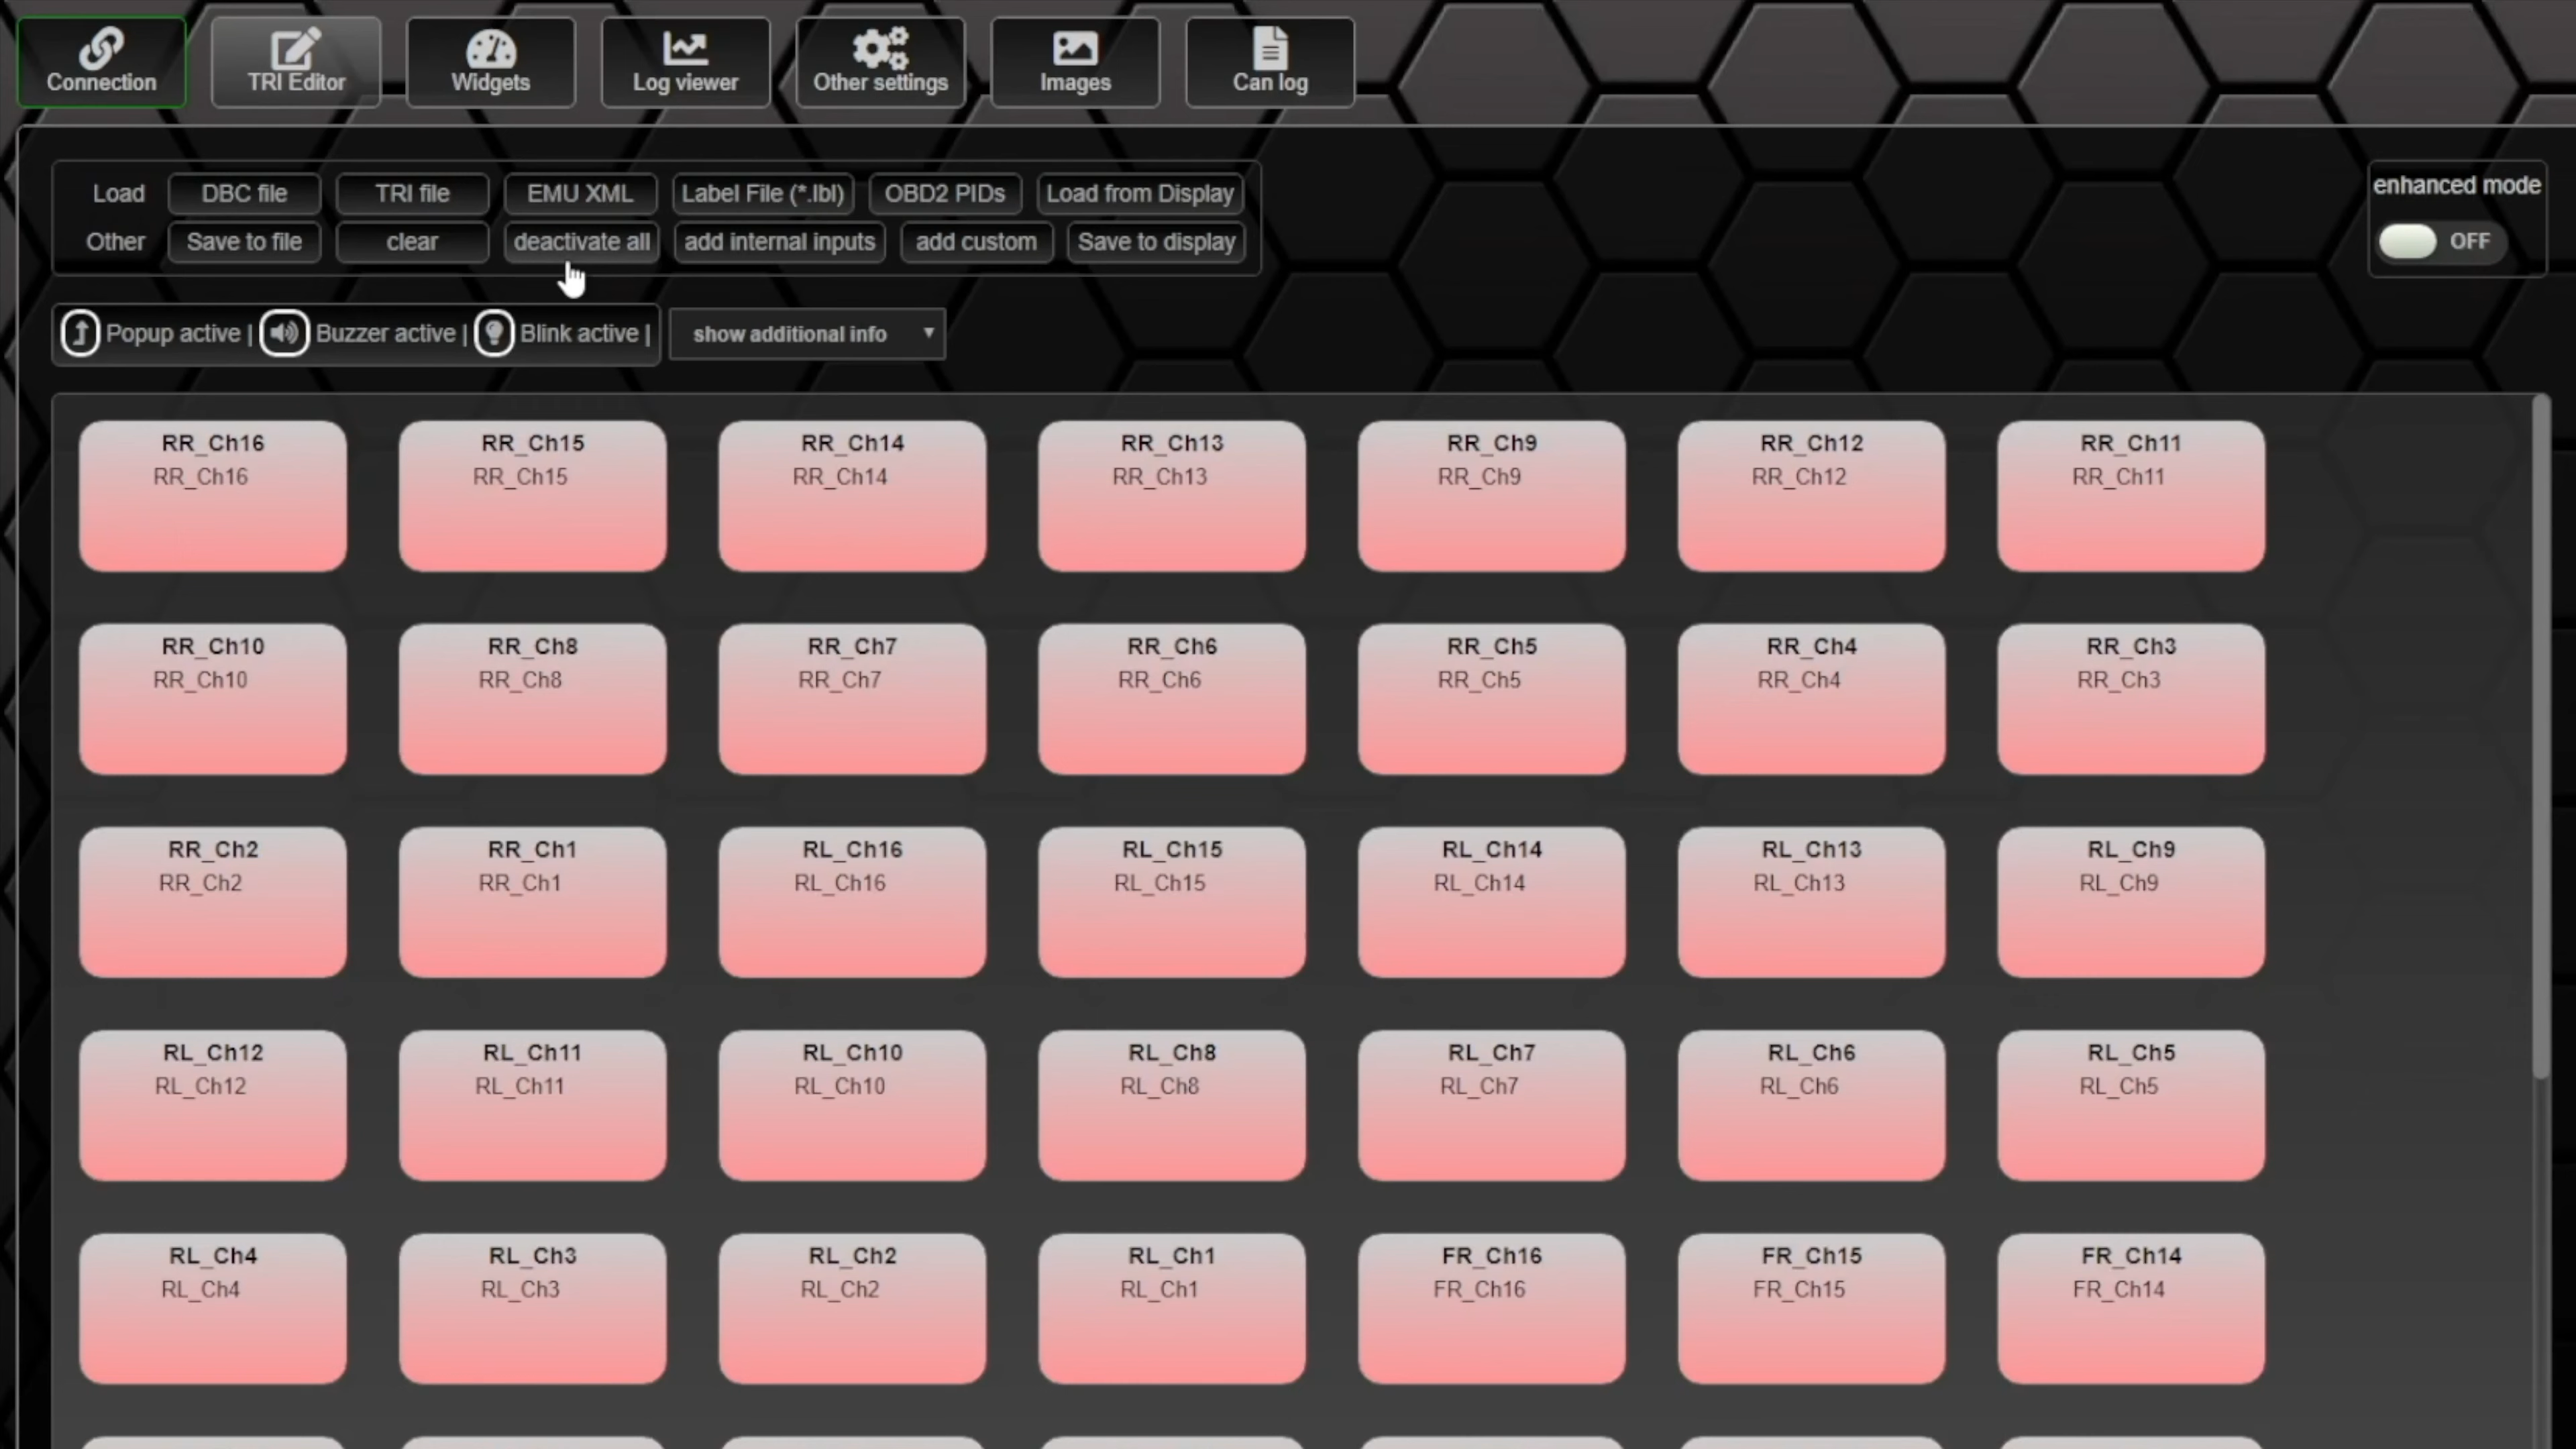 Connection
TRI Editor
Widgets
Log viewer
Other settings
Images
Can log
Load DBC file TRI file EMU XML Label File (*.lbl) OBD2 PIDs Load from Display
Other Save to file clear deactivate all add internal inputs add custom Save to display
enhanced mode
OFF
Popup active | Buzzer active | Blink active | show additional info
RR_Ch16 RR_Ch15 RR_Ch14 RR_Ch13 RR_Ch9 RR_Ch12 RR_Ch11
RR_Ch16 RR_Ch15 RR_Ch14 RR_Ch13 RR_Ch9 RR_Ch12 RR_Ch11
RR_Ch10 RR_Ch8 RR_Ch7 RR_Ch6 RR_Ch5 RR_Ch4 RR_Ch3
RR_Ch10 RR_Ch8 RR_Ch7 RR_Ch6 RR_Ch5 RR_Ch4 RR_Ch3
RR_Ch2 RR_Ch1 RL_Ch16 RL_Ch15 RL_Ch14 RL_Ch13 RL_Ch9
RR_Ch2 RR_Ch1 RL_Ch16 RL_Ch15 RL_Ch14 RL_Ch13 RL_Ch9
RL_Ch12 RL_Ch11 RL_Ch10 RL_Ch8 RL_Ch7 RL_Ch6 RL_Ch5
RL_Ch12 RL_Ch11 RL_Ch10 RL_Ch8 RL_Ch7 RL_Ch6 RL_Ch5
RL_Ch4 RL_Ch3 RL_Ch2 RL_Ch1 FR_Ch16 FR_Ch15 FR_Ch14
RL_Ch4 RL_Ch3 RL_Ch2 RL_Ch1 FR_Ch16 FR_Ch15 FR_Ch14